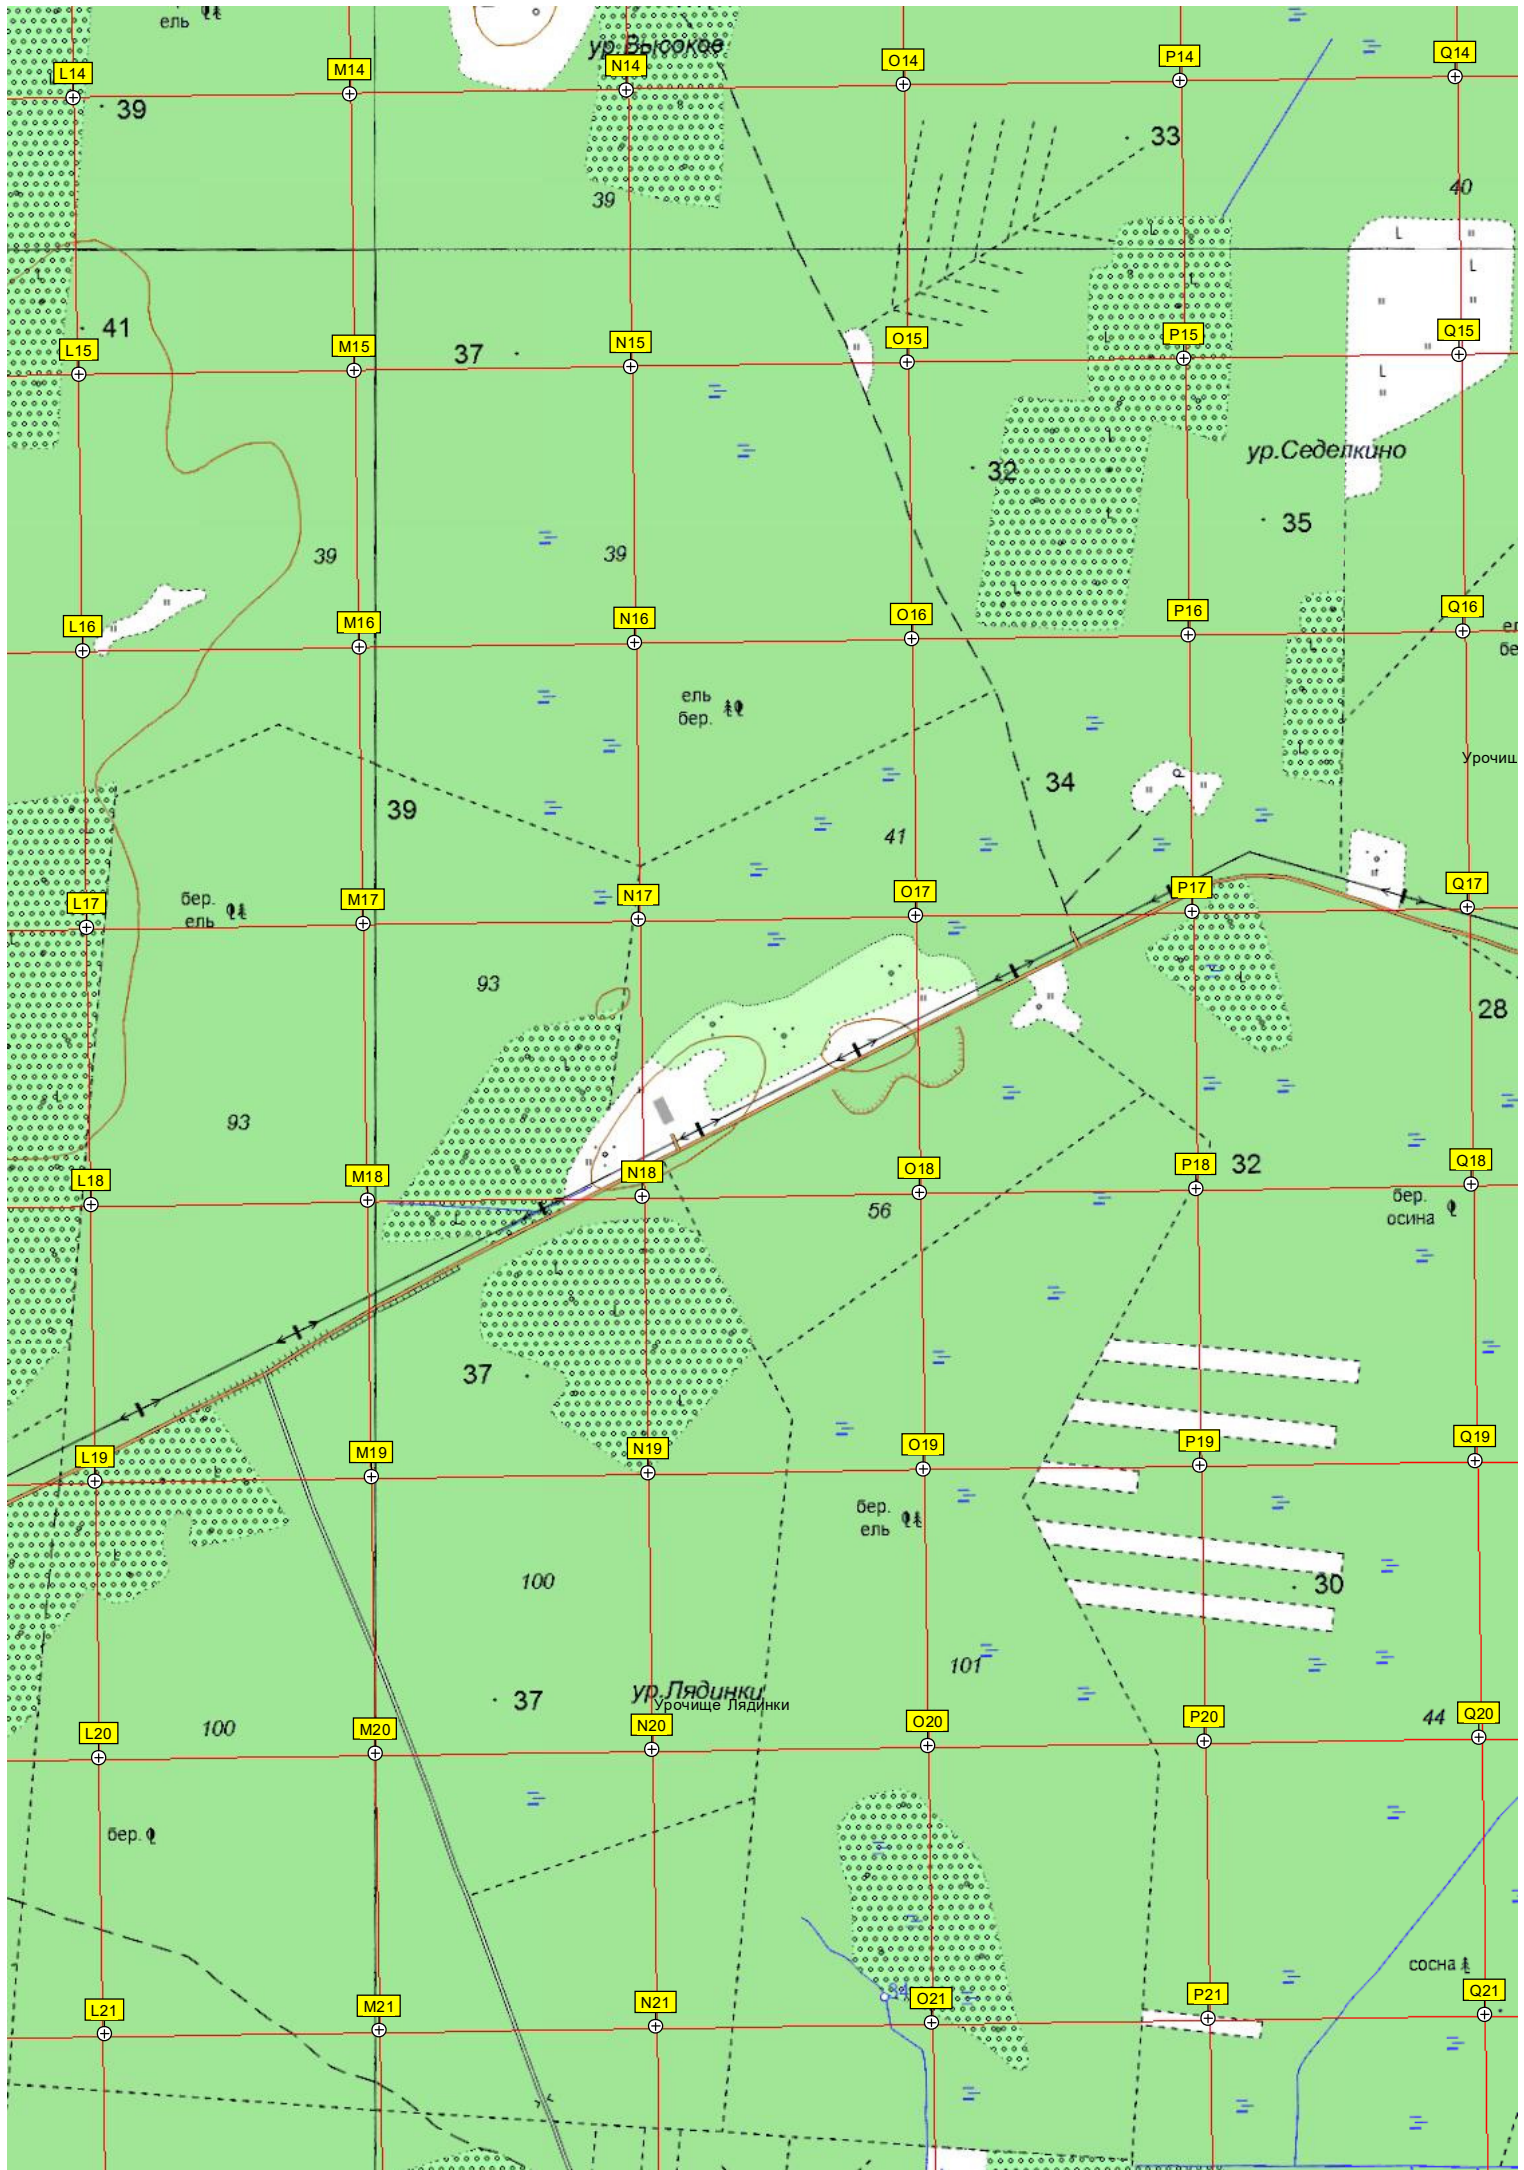 ель
ур.Высокое
L14
M14
N14
O14
P14
Q14
39
33
39
40
41
L15
M15
37
N15
O15
P15
Q15
ур.Седелкино
32
35
39
39
L16
M16
N16
O16
P16
Q16
ель
бер.
34
Урочищ
39
41
бер.
ель
L17
M17
N17
O17
P17
Q17
93
28
93
L18
M18
N18
O18
P18
32
Q18
56
бер.
осина
37
L19
M19
N19
O19
P19
Q19
бер.
ель
100
30
101
ур.Лядинки
Урочище Лядинки
37
100
44
L20
M20
N20
O20
P20
Q20
бер.
сосна
L21
M21
N21
O21
P21
Q21